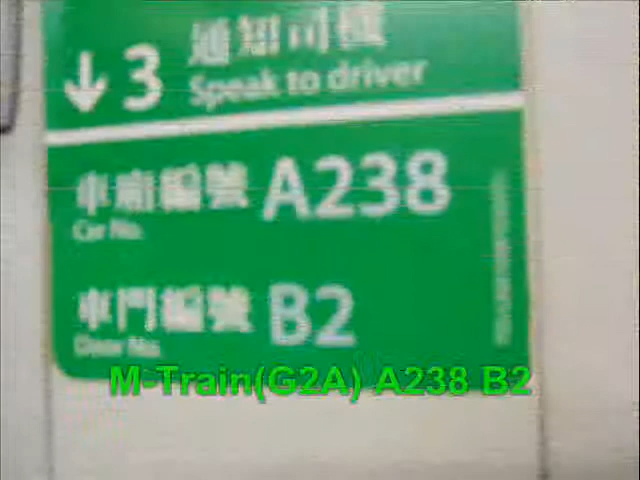 通知司機
↓ 3
Speak to driver
車廂編號 A238
Car No.
車門編號 B2
Door No.
M-Train(G2A) A238 B2